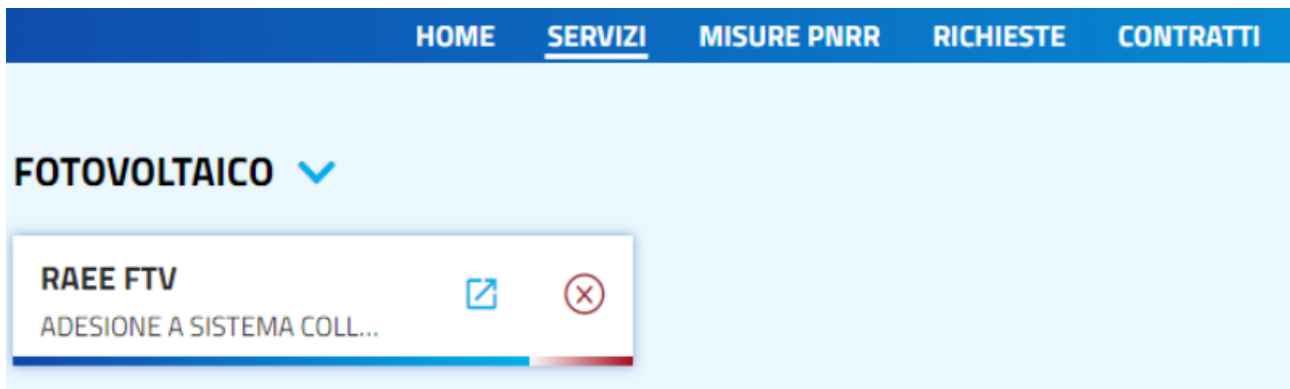 HOME SERVIZI MISURE PNRR RICHIESTE CONTRATTI
FOTOVOLTAICO
RAEE FTV
ADESIONE A SISTEMA COLL...